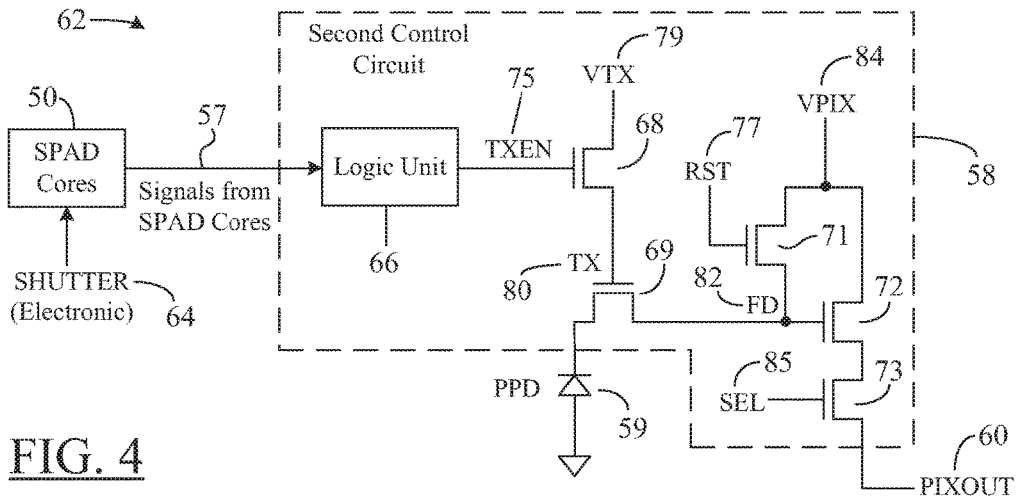 62
Second Control
Circuit
79
VTX
84
VPIX
50
57
75
68
77
SPAD
Cores
Logic Unit
TXEN
RST
58
Signals from
SPAD Cores
66
71
SHUTTER
(Electronic)
64
TX
80
69
82
FD
72
PPD
59
85
SEL
73
FIG. 4
60
PIXOUT